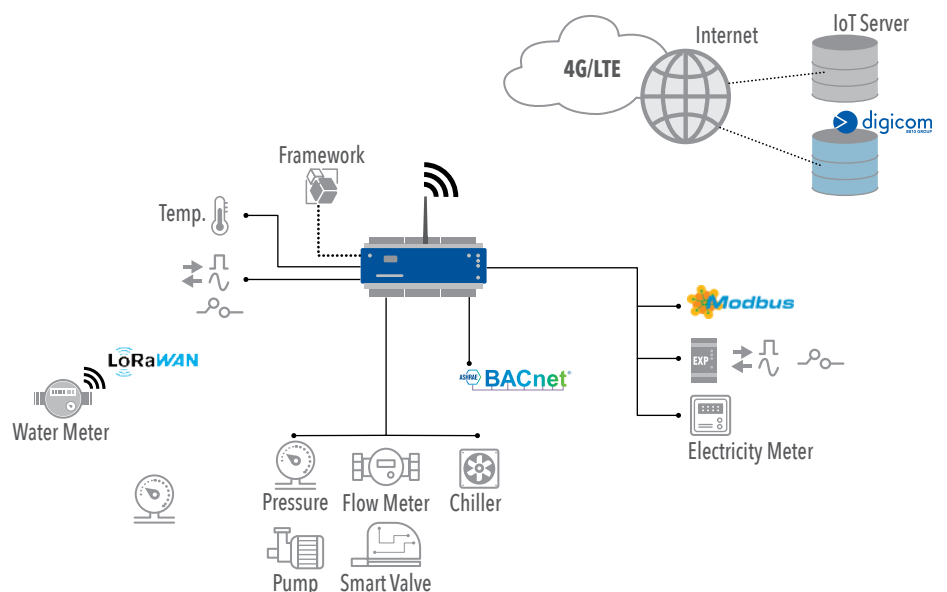 IoT Server
Internet
4G/LTE
digicom
Framework
Temp.
Modbus
EXP
LoRaWAN
ASHRAE BACnet®
Water Meter
Electricity Meter
Pressure
Flow Meter
Chiller
Pump
Smart Valve